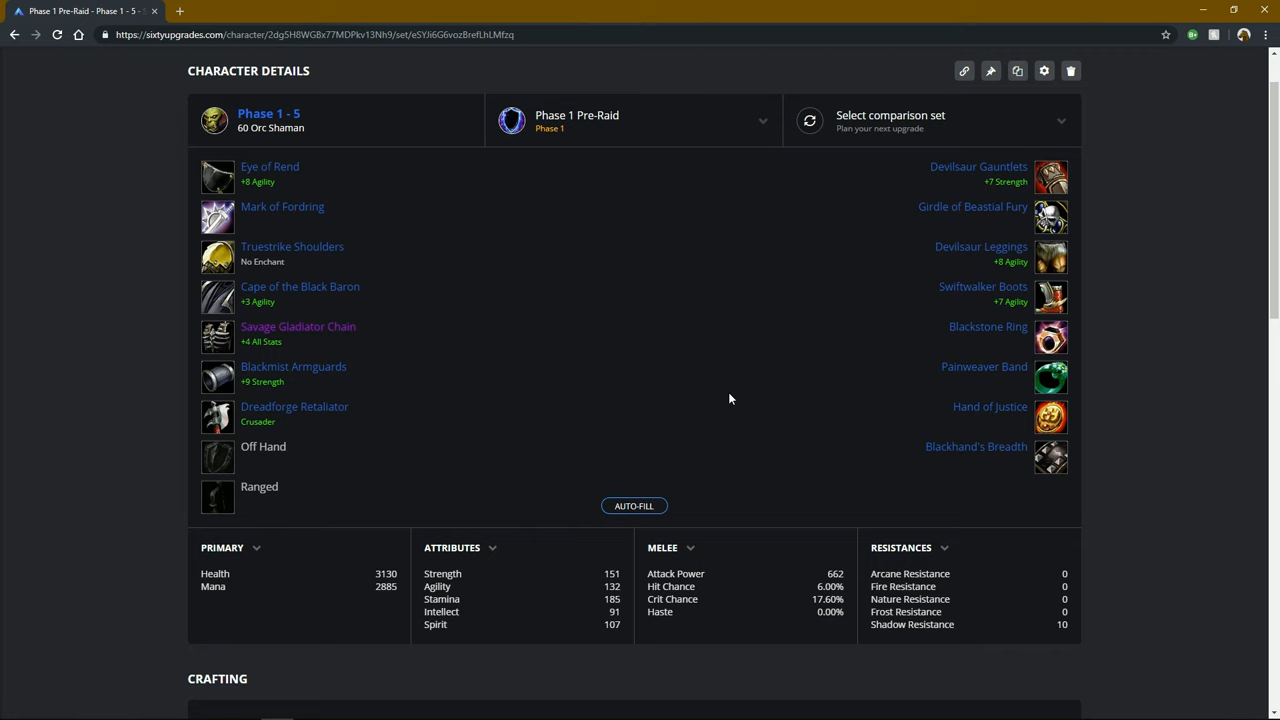 Phase 1 Pre-Raid - Phase 1 - 5 -
https://sixtyupgrades.com/character/2dg5H8WGBx77MDPkv13Nh9/set/eSYJi6G6vozBrefLhLMfzq
CHARACTER DETAILS
Phase 1 - 5
60 Orc Shaman
Phase 1 Pre-Raid
Phase 1
Select comparison set
Plan your next upgrade
Eye of Rend
+8 Agility
Mark of Fordring
Truestrike Shoulders
No Enchant
Cape of the Black Baron
+3 Agility
Savage Gladiator Chain
+4 All Stats
Blackmist Armguards
+9 Strength
Dreadforge Retaliator
Crusader
Off Hand
Ranged
Devilsaur Gauntlets
+7 Strength
Girdle of Beastial Fury
Devilsaur Leggings
+8 Agility
Swiftwalker Boots
+7 Agility
Blackstone Ring
Painweaver Band
Hand of Justice
Blackhand's Breadth
AUTO-FILL
PRIMARY
Health 3130
Mana 2885
ATTRIBUTES
Strength 151
Agility 132
Stamina 185
Intellect 91
Spirit 107
MELEE
Attack Power 662
Hit Chance 6.00%
Crit Chance 17.60%
Haste 0.00%
RESISTANCES
Arcane Resistance 0
Fire Resistance 0
Nature Resistance 0
Frost Resistance 0
Shadow Resistance 10
CRAFTING